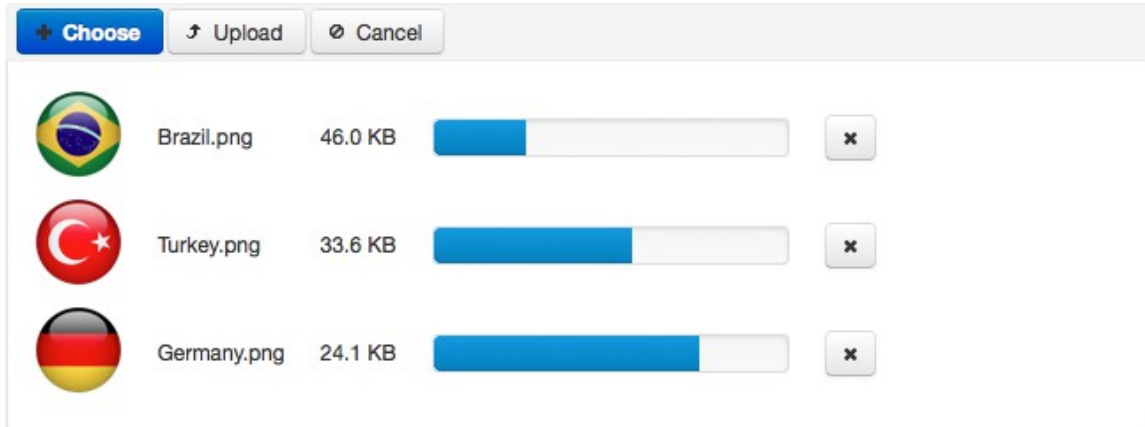 Choose Upload Cancel
Brazil.png 46.0 KB
Turkey.png 33.6 KB
Germany.png 24.1 KB